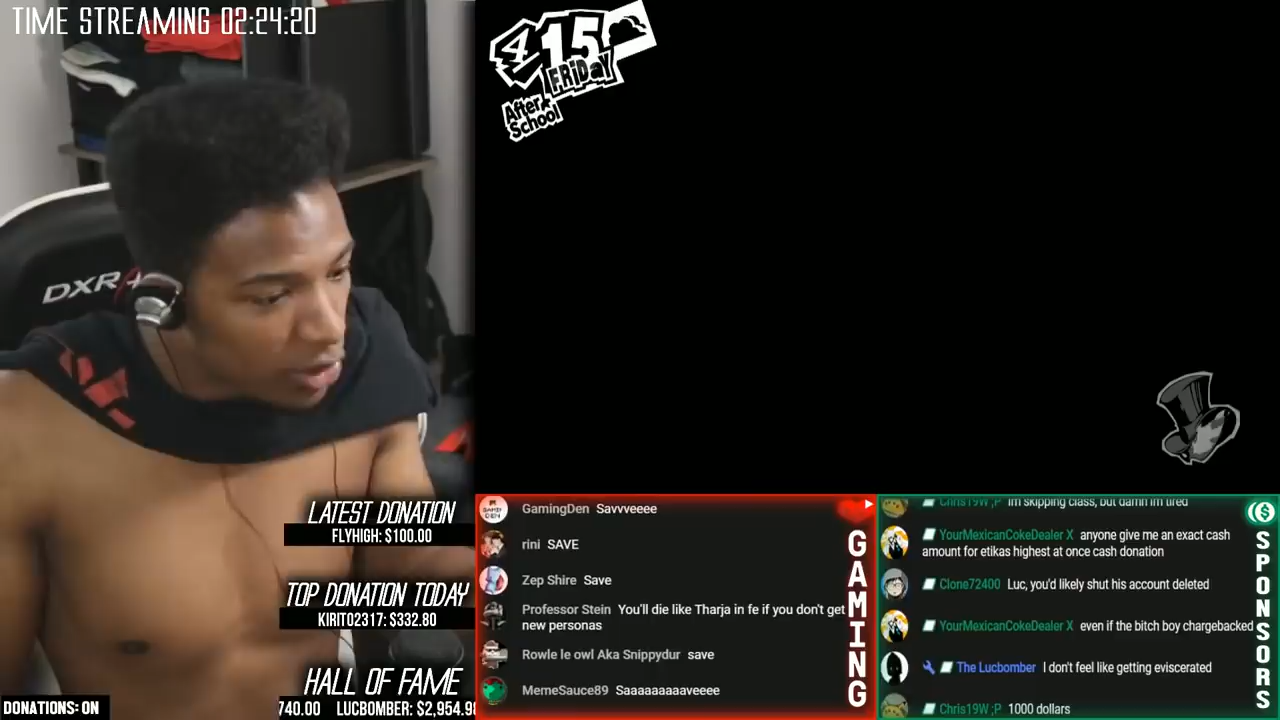 TIME STREAMING 02:24:20
4 15
FRIDAY
After School
DXR
LATEST DONATION
FLYHIGH: $100.00
TOP DONATION TODAY
KIRITO2317: $332.80
HALL OF FAME
740.00 LUCBOMBER: $2,954.98
DONATIONS: ON
GamingDen Savvveeee
rini SAVE
Zep Shire Save
Professor Stein You'll die like Tharja in fe if you don't get
new personas
Rowle le owl Aka Snippydur save
MemeSauce89 Saaaaaaaaaveeee
GAMING
Chris19W ;P Im skipping class, but damn im tired
YourMexicanCokeDealer X anyone give me an exact cash
amount for etikas highest at once cash donation
Clone72400 Luc, you'd likely shut his account deleted
YourMexicanCokeDealer X even if the bitch boy chargebacked
The Lucbomber I don't feel like getting eviscerated
Chris19W ;P 1000 dollars
SPONSORS